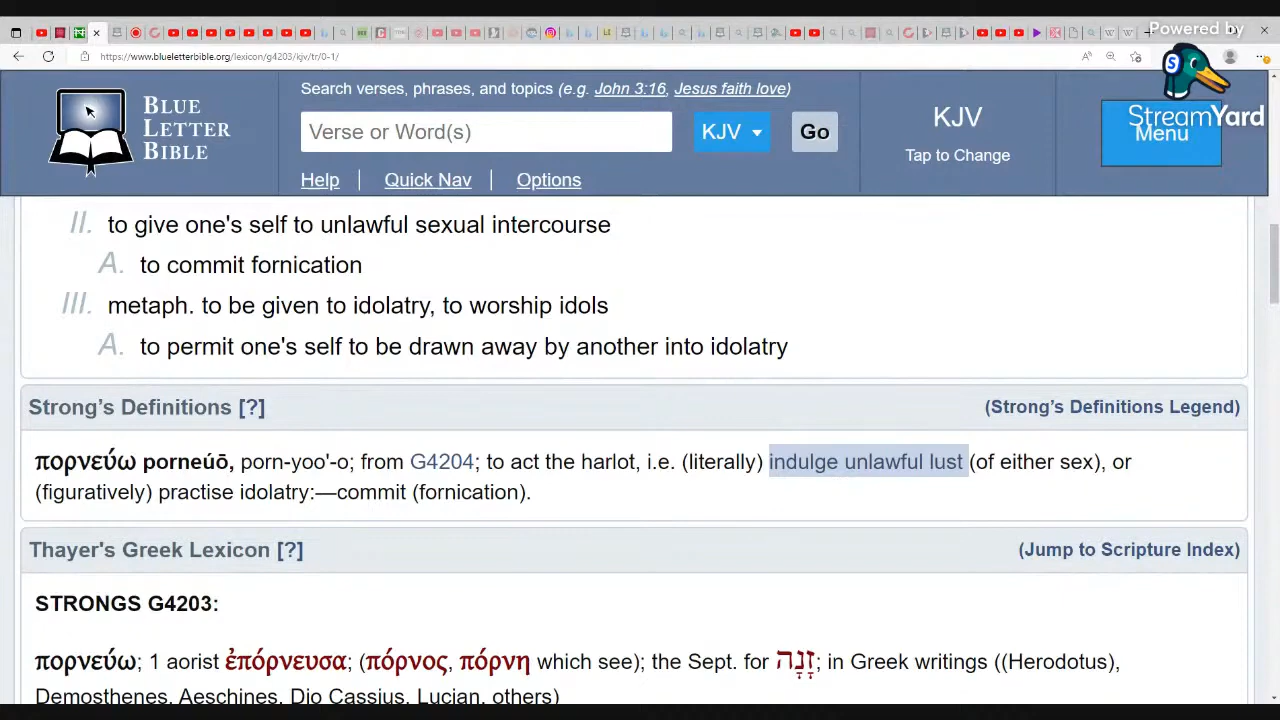 Powered by
https://www.blueletterbible.org/lexicon/g4203/kjv/tr/0-1/
StreamYard
BLUE
LETTER
BIBLE
Search verses, phrases, and topics (e.g. John 3:16, Jesus faith love)
Verse or Word(s)
KJV
Go
KJV
Tap to Change
Menu
Help | Quick Nav | Options
II. to give one's self to unlawful sexual intercourse
A. to commit fornication
III. metaph. to be given to idolatry, to worship idols
A. to permit one's self to be drawn away by another into idolatry
Strong’s Definitions [?]
(Strong’s Definitions Legend)
πορνεύω porneúō, porn-yoo'-o; from G4204; to act the harlot, i.e. (literally) indulge unlawful lust (of either sex), or
(figuratively) practise idolatry:—commit (fornication).
Thayer's Greek Lexicon [?]
(Jump to Scripture Index)
STRONGS G4203:
πορνεύω; 1 aorist ἐπόρνευσα; (πόρνος, πόρνη which see); the Sept. for זָנָה; in Greek writings ((Herodotus),
Demosthenes, Aeschines, Dio Cassius, Lucian, others)